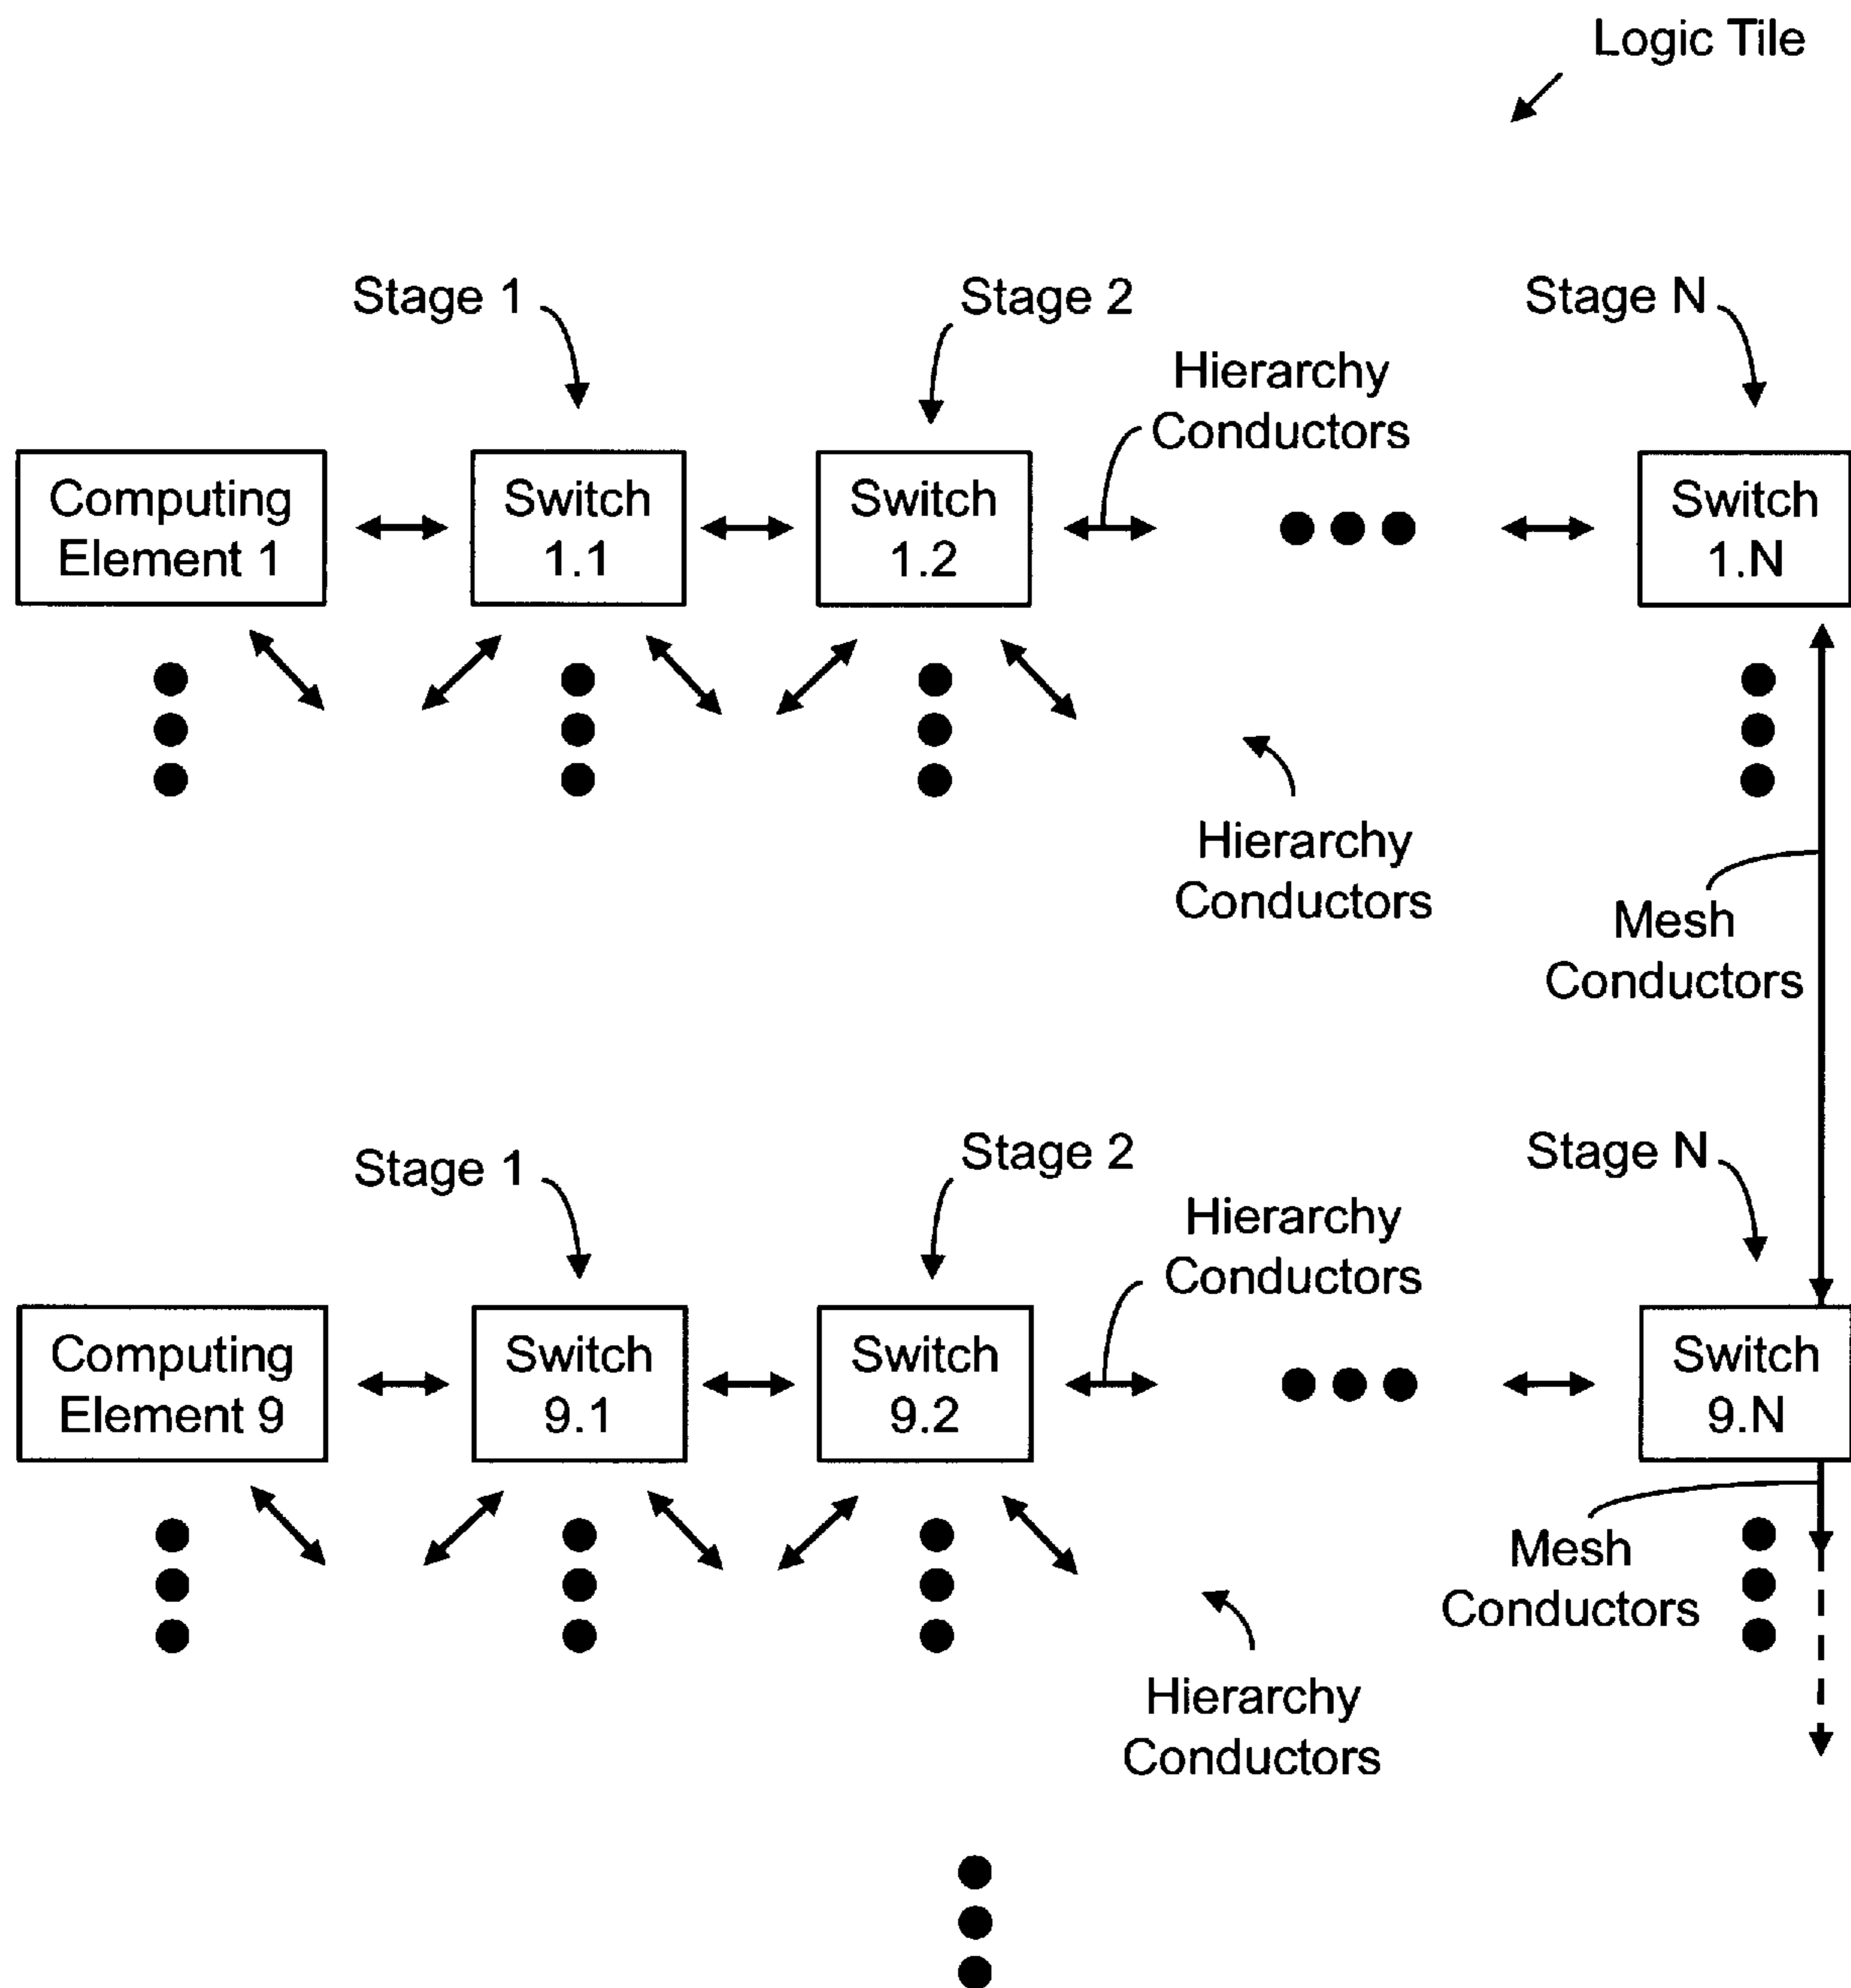 Logic Tile
Stage 1
Stage 2
Stage N
Hierarchy
Conductors
Computing
Element 1
Switch
1.1
Switch
1.2
Switch
1.N
Hierarchy
Conductors
Mesh
Conductors
Stage 1
Stage 2
Stage N
Hierarchy
Conductors
Computing
Element 9
Switch
9.1
Switch
9.2
Switch
9.N
Mesh
Conductors
Hierarchy
Conductors